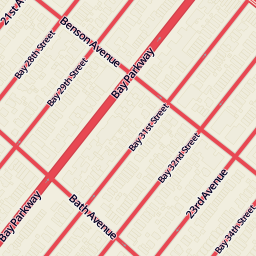 21st A
Benson Avenue
Bay 28th Street
Bay 29th Street
Bay Parkway
Bay 31st Street
Bay 32nd Street
23rd Avenue
Bath Avenue
Bay Parkway
Bay 34th Street